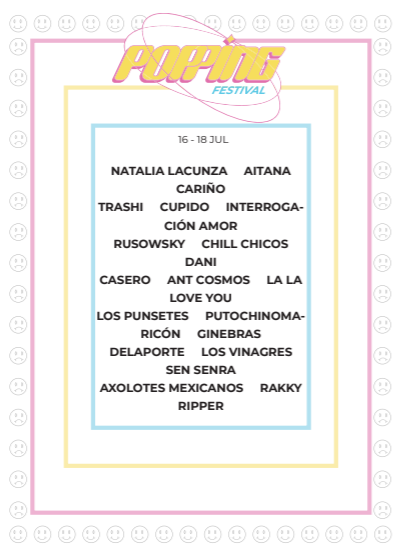 POPPING
FESTIVAL
16 - 18 JUL
NATALIA LACUNZA AITANA
CARIÑO
TRASHI CUPIDO INTERROGA-
CIÓN AMOR
RUSOWSKY CHILL CHICOS
DANI
CASERO ANT COSMOS LA LA
LOVE YOU
LOS PUNSETES PUTOCHINOMA-
RICÓN GINEBRAS
DELAPORTE LOS VINAGRES
SEN SENRA
AXOLOTES MEXICANOS RAKKY
RIPPER